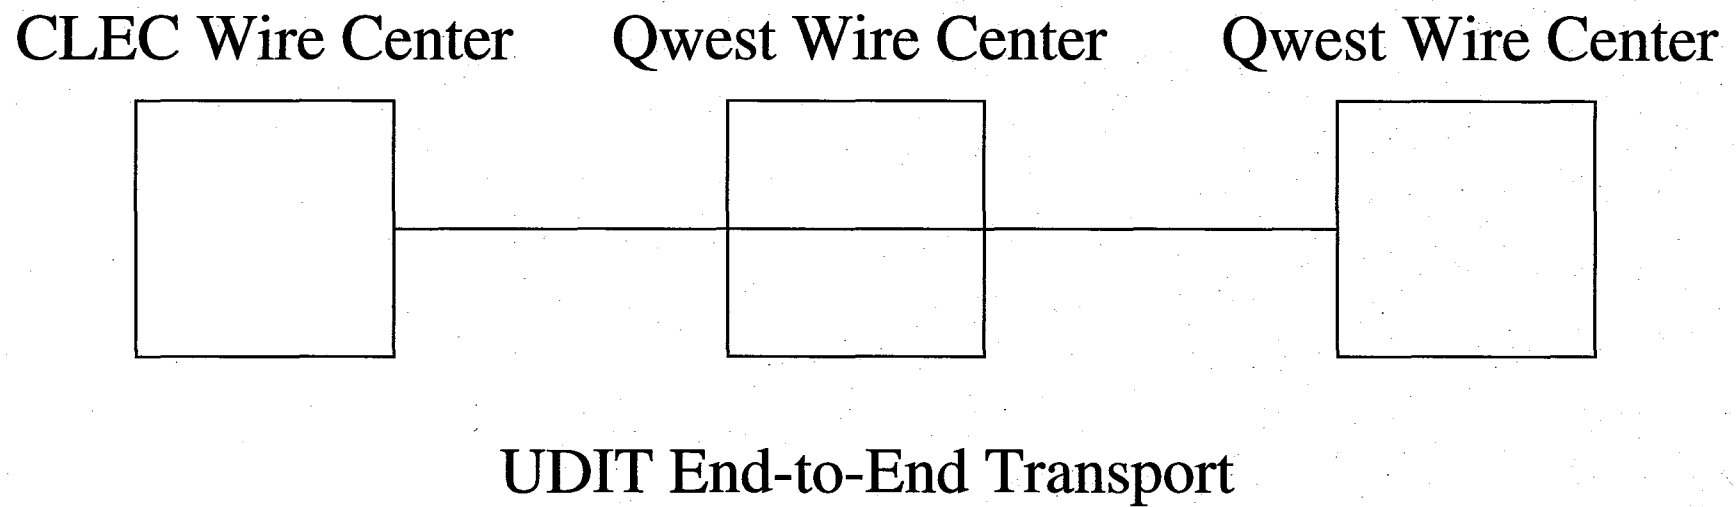 CLEC Wire Center Qwest Wire Center Qwest Wire Center
UDIT End-to-End Transport